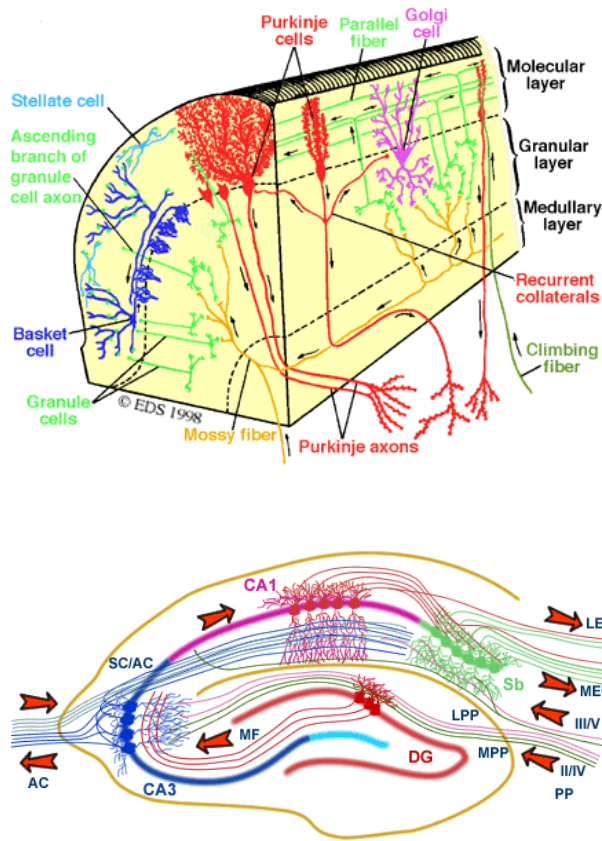 Purkinje
cells
Parallel
fiber
Golgi
cell
Molecular
layer
Stellate cell
Ascending
branch of
granule
cell axon
Granular
layer
Medullary
layer
Recurrent
collaterals
Basket
cell
Climbing
fiber
Granule
cells
© EDS 1998
Mossy fiber
Purkinje axons
CA1
LE
SC/AC
Sb
ME
III/V
LPP
MF
DG
MPP
II/IV
AC
CA3
PP